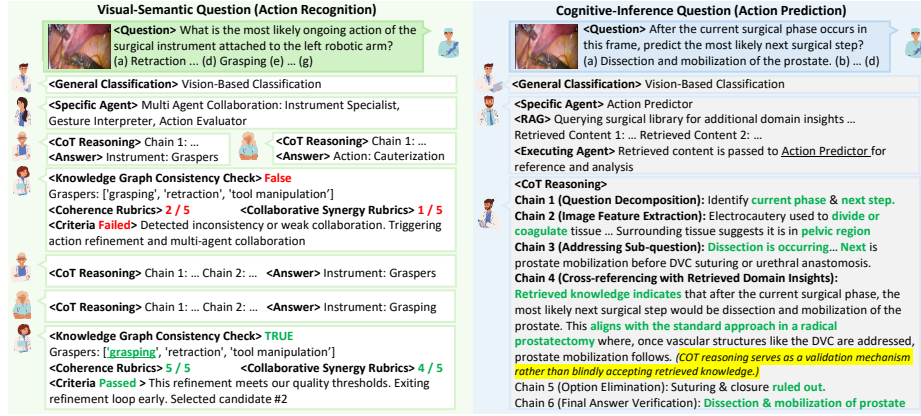 Visual-Semantic Question (Action Recognition)
<Question> What is the most likely ongoing action of the
surgical instrument attached to the left robotic arm?
(a) Retraction ... (d) Grasping (e) ... (g)
<General Classification> Vision-Based Classification
<Specific Agent> Multi Agent Collaboration: Instrument Specialist,
Gesture Interpreter, Action Evaluator
<CoT Reasoning> Chain 1: ...
<Answer> Instrument: Graspers
<CoT Reasoning> Chain 1: ...
<Answer> Action: Cauterization
<Knowledge Graph Consistency Check> False
Graspers: ['grasping', 'retraction', 'tool manipulation’]
<Coherence Rubrics> 2 / 5 <Collaborative Synergy Rubrics> 1 / 5
<Criteria Failed> Detected inconsistency or weak collaboration. Triggering
action refinement and multi-agent collaboration
<CoT Reasoning> Chain 1: ... Chain 2: ... <Answer> Instrument: Graspers
<CoT Reasoning> Chain 1: ... Chain 2: ... <Answer> Instrument: Grasping
<Knowledge Graph Consistency Check> TRUE
Graspers: ['grasping', 'retraction', 'tool manipulation’]
<Coherence Rubrics> 5 / 5 <Collaborative Synergy Rubrics> 4 / 5
<Criteria Passed > This refinement meets our quality thresholds. Exiting
refinement loop early. Selected candidate #2
Cognitive-Inference Question (Action Prediction)
<Question> After the current surgical phase occurs in
this frame, predict the most likely next surgical step?
(a) Dissection and mobilization of the prostate. (b) ... (d)
<General Classification> Vision-Based Classification
<Specific Agent> Action Predictor
<RAG> Querying surgical library for additional domain insights ...
Retrieved Content 1: ... Retrieved Content 2: ...
<Executing Agent> Retrieved content is passed to Action Predictor for
reference and analysis
<CoT Reasoning>
Chain 1 (Question Decomposition): Identify current phase & next step.
Chain 2 (Image Feature Extraction): Electrocautery used to divide or
coagulate tissue ... Surrounding tissue suggests it is in pelvic region
Chain 3 (Addressing Sub-question): Dissection is occurring... Next is
prostate mobilization before DVC suturing or urethral anastomosis.
Chain 4 (Cross-referencing with Retrieved Domain Insights):
Retrieved knowledge indicates that after the current surgical phase, the
most likely next surgical step would be dissection and mobilization of the
prostate. This aligns with the standard approach in a radical
prostatectomy where, once vascular structures like the DVC are addressed,
prostate mobilization follows. (COT reasoning serves as a validation mechanism
rather than blindly accepting retrieved knowledge.)
Chain 5 (Option Elimination): Suturing & closure ruled out.
Chain 6 (Final Answer Verification): Dissection & mobilization of prostate